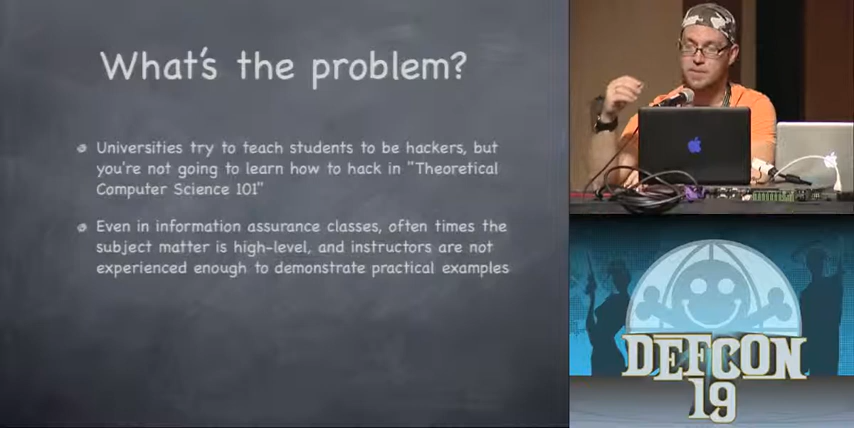 What's the problem?
Universities try to teach students to be hackers, but
you're not going to learn how to hack in "Theoretical
Computer Science 101"
Even in information assurance classes, often times the
subject matter is high-level, and instructors are not
experienced enough to demonstrate practical examples
DEFCON
19